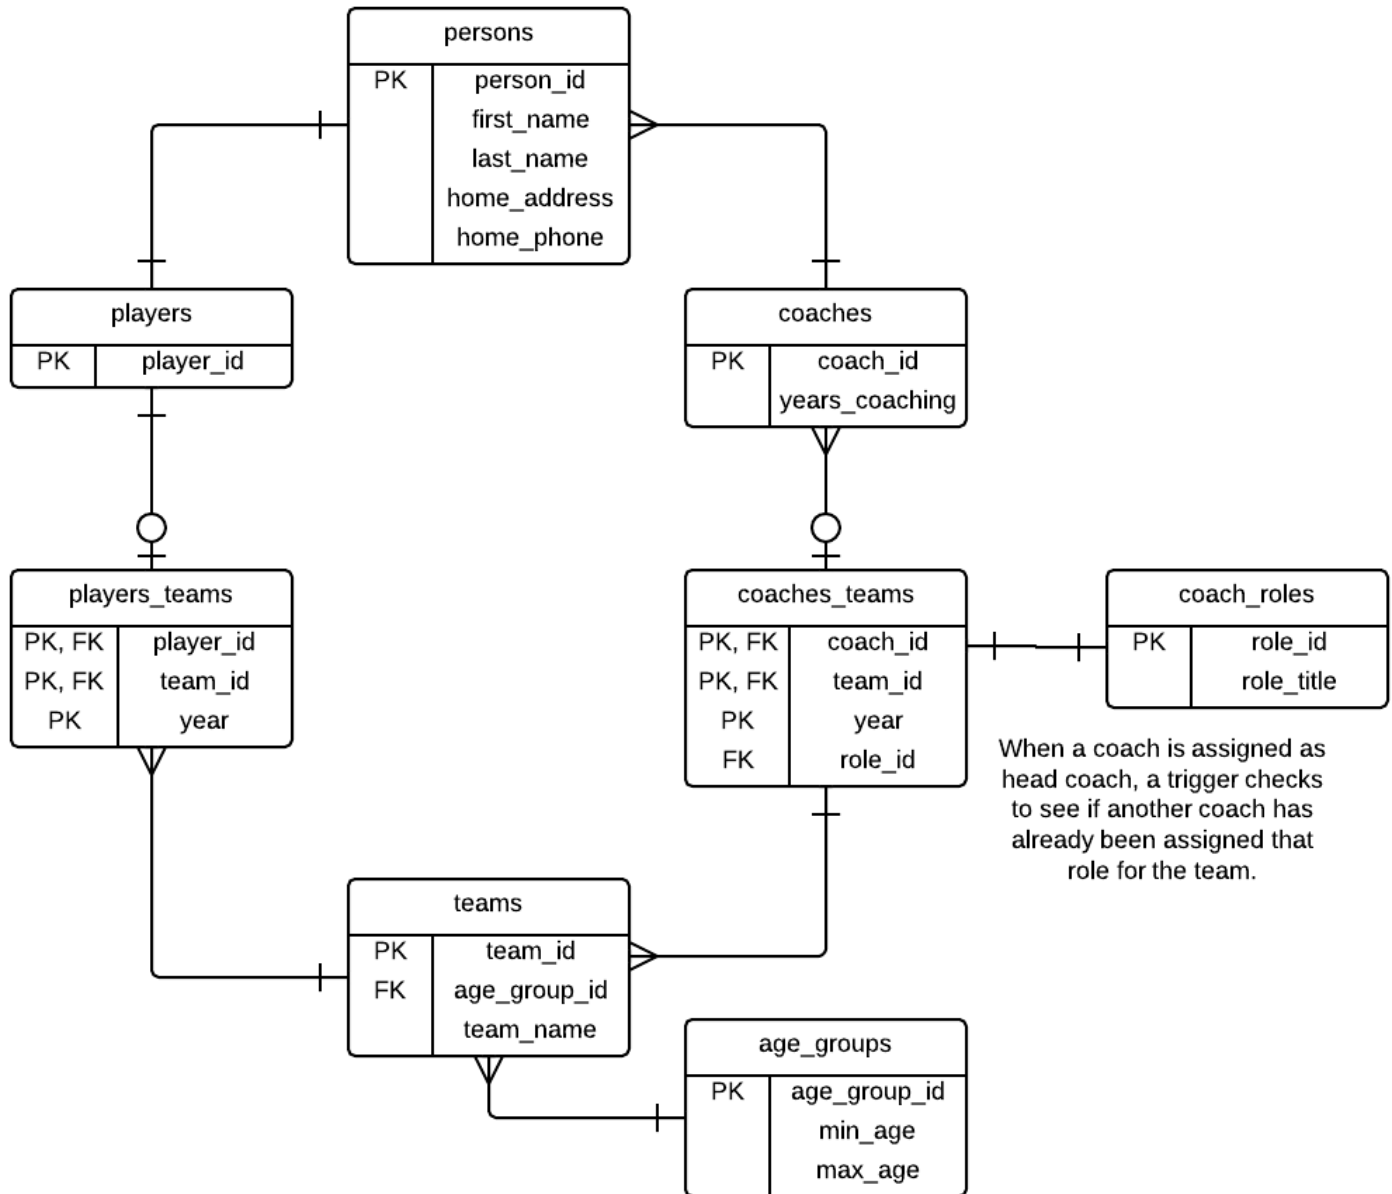 persons
PK person_id
first_name
last_name
home_address
home_phone
players
PK player_id
coaches
PK coach_id
years_coaching
players_teams
PK, FK player_id
PK, FK team_id
PK year
coaches_teams
PK, FK coach_id
PK, FK team_id
PK year
FK role_id
coach_roles
PK role_id
role_title
When a coach is assigned as
head coach, a trigger checks
to see if another coach has
already been assigned that
role for the team.
teams
PK team_id
FK age_group_id
team_name
age_groups
PK age_group_id
min_age
max_age